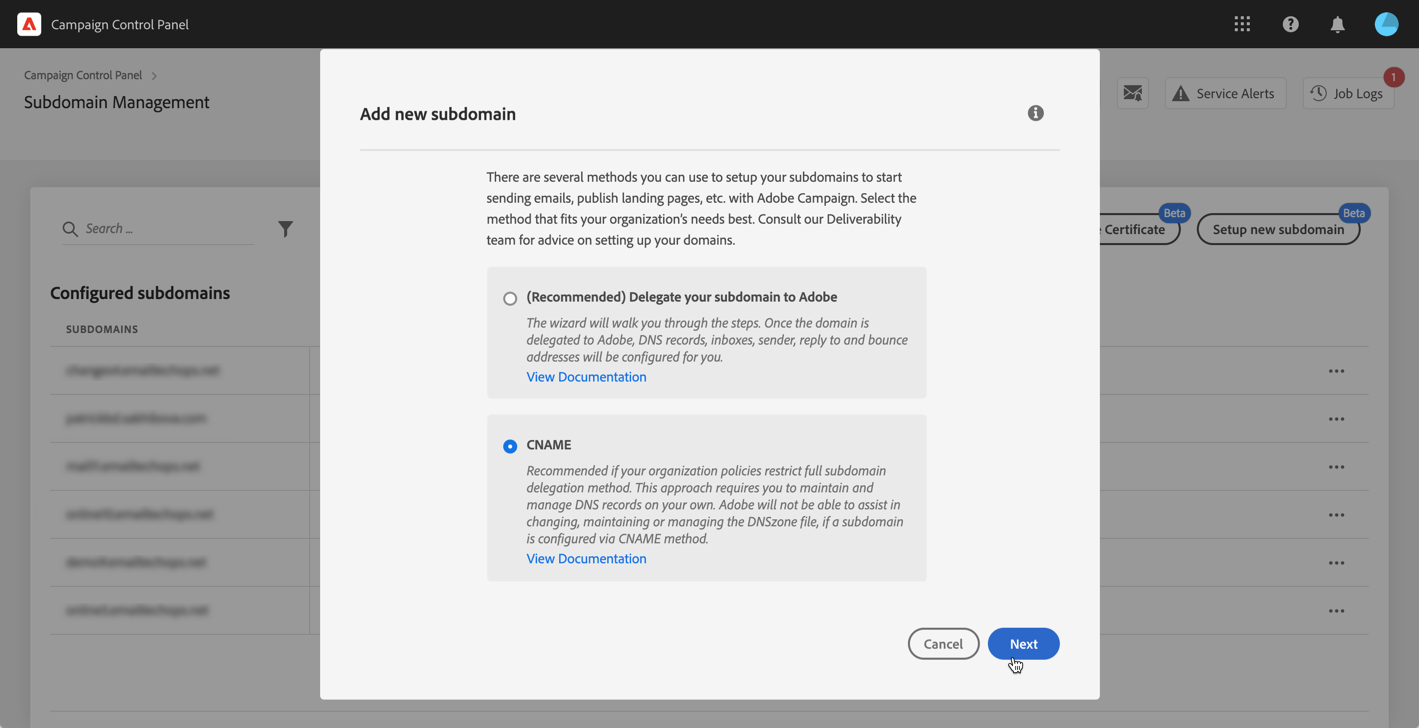 Campaign Control Panel
Campaign Control Panel
Subdomain Management
Service Alerts
Job Logs
1
Add new subdomain
There are several methods you can use to setup your subdomains to start
sending emails, publish landing pages, etc. with Adobe Campaign. Select the
method that fits your organization's needs best. Consult our Deliverability
team for advice on setting up your domains.
(Recommended) Delegate your subdomain to Adobe
The wizard will walk you through the steps. Once the domain is
delegated to Adobe, DNS records, inboxes, sender, reply to and bounce
addresses will be configured for you.
View Documentation
CNAME
Recommended if your organization policies restrict full subdomain
delegation method. This approach requires you to maintain and
manage DNS records on your own. Adobe will not be able to assist in
changing, maintaining or managing the DNSzone file, if a subdomain
is configured via CNAME method.
View Documentation
Cancel
Next
Search ...
Certificate
Beta
Setup new subdomain
Beta
Configured subdomains
SUBDOMAINS